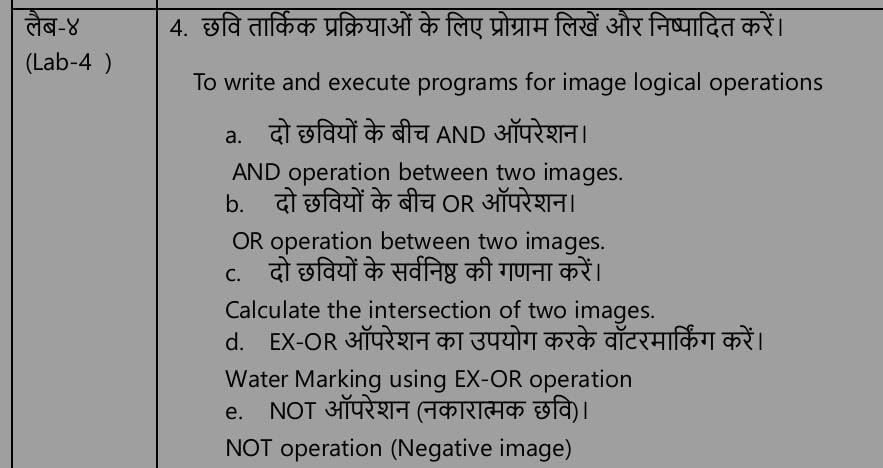 लैब-४
(Lab-4 )
4. छवि तार्किक प्रक्रियाओं के लिए प्रोग्राम लिखें और निष्पादित करें।
To write and execute programs for image logical operations
a. दो छवियों के बीच AND ऑपरेशन।
AND operation between two images.
b. दो छवियों के बीच OR ऑपरेशन।
OR operation between two images.
c. दो छवियों के सर्वनिष्ठ की गणना करें।
Calculate the intersection of two images.
d. EX-OR ऑपरेशन का उपयोग करके वॉटरमार्किंग करें।
Water Marking using EX-OR operation
e. NOT ऑपरेशन (नकारात्मक छवि)।
NOT operation (Negative image)